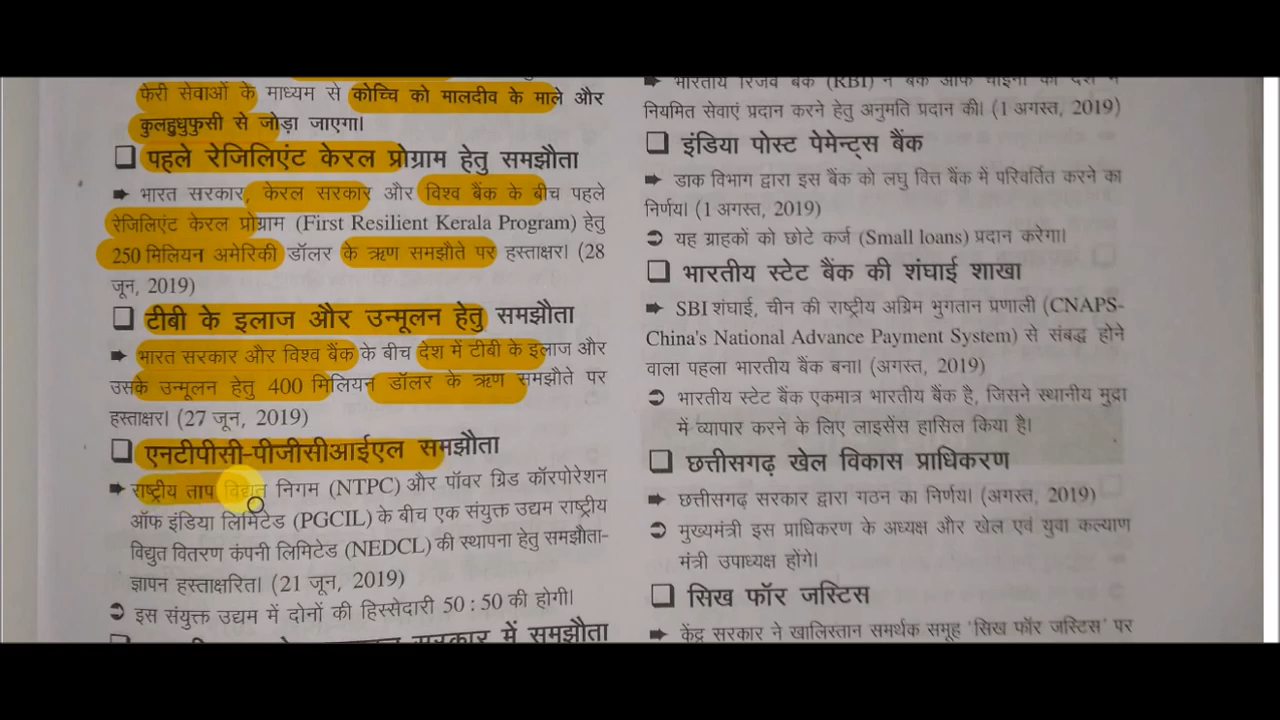 फेरी सेवाओं के माध्यम से कोच्चि को मालदीव के माले और
कुलहुधुफुसी से जोड़ा जाएगा।
❑ पहले रेजिलिएंट केरल प्रोग्राम हेतु समझौता
➡ भारत सरकार, केरल सरकार और विश्व बैंक के बीच पहले
रेजिलिएंट केरल प्रोग्राम (First Resilient Kerala Program) हेतु
250 मिलियन अमेरिकी डॉलर के ऋण समझौते पर हस्ताक्षर। (28
जून, 2019)
❑ टीबी के इलाज और उन्मूलन हेतु समझौता
➡ भारत सरकार और विश्व बैंक के बीच देश में टीबी के इलाज और
उसके उन्मूलन हेतु 400 मिलियन डॉलर के ऋण समझौते पर
हस्ताक्षर। (27 जून, 2019)
❑ एनटीपीसी-पीजीसीआईएल समझौता
➡ राष्ट्रीय ताप विद्युत निगम (NTPC) और पॉवर ग्रिड कॉरपोरेशन
ऑफ इंडिया लिमिटेड (PGCIL) के बीच एक संयुक्त उद्यम राष्ट्रीय
विद्युत वितरण कंपनी लिमिटेड (NEDCL) की स्थापना हेतु समझौता-
ज्ञापन हस्ताक्षरित। (21 जून, 2019)
➲ इस संयुक्त उद्यम में दोनों की हिस्सेदारी 50 : 50 की होगी।
सरकार में समझौता
➡ भारतीय रिजर्व बैंक (RBI) ने बैंक ऑफ चाइना को देश में
नियमित सेवाएं प्रदान करने हेतु अनुमति प्रदान की। (1 अगस्त, 2019)
❑ इंडिया पोस्ट पेमेन्ट्स बैंक
➡ डाक विभाग द्वारा इस बैंक को लघु वित्त बैंक में परिवर्तित करने का
निर्णय। (1 अगस्त, 2019)
➲ यह ग्राहकों को छोटे कर्ज (Small loans) प्रदान करेगा।
❑ भारतीय स्टेट बैंक की शंघाई शाखा
➡ SBI शंघाई, चीन की राष्ट्रीय अग्रिम भुगतान प्रणाली (CNAPS-
China's National Advance Payment System) से संबद्ध होने
वाला पहला भारतीय बैंक बना। (अगस्त, 2019)
➲ भारतीय स्टेट बैंक एकमात्र भारतीय बैंक है, जिसने स्थानीय मुद्रा
में व्यापार करने के लिए लाइसेंस हासिल किया है।
❑ छत्तीसगढ़ खेल विकास प्राधिकरण
➡ छत्तीसगढ़ सरकार द्वारा गठन का निर्णय। (अगस्त, 2019)
➲ मुख्यमंत्री इस प्राधिकरण के अध्यक्ष और खेल एवं युवा कल्याण
मंत्री उपाध्यक्ष होंगे।
❑ सिख फॉर जस्टिस
➡ केंद्र सरकार ने खालिस्तान समर्थक समूह 'सिख फॉर जस्टिस' पर